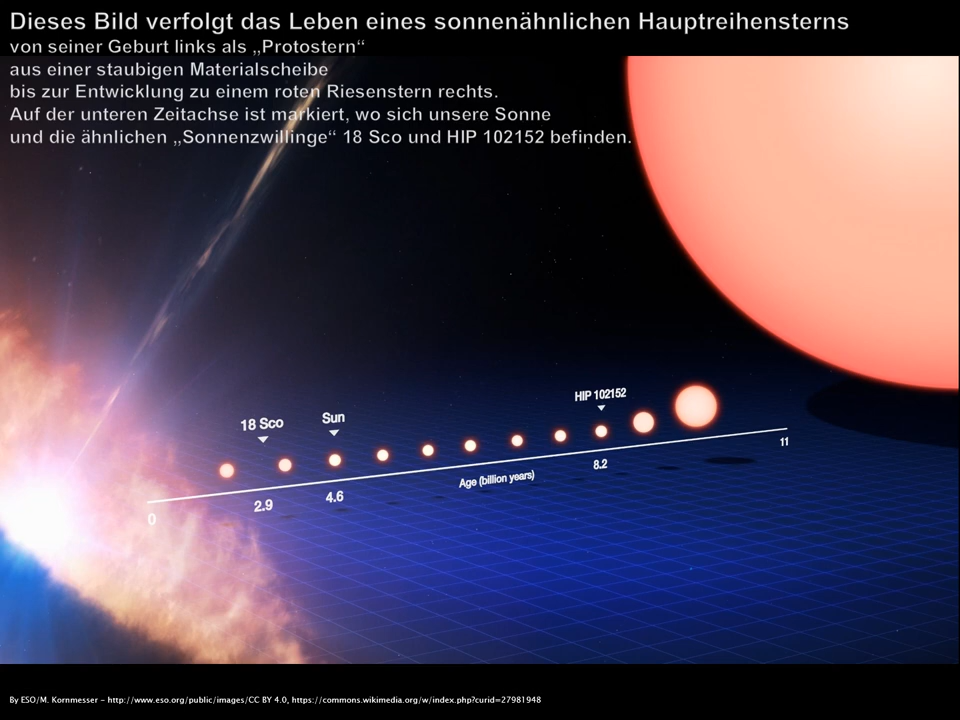 Dieses Bild verfolgt das Leben eines sonnenähnlichen Hauptreihensterns
von seiner Geburt links als „Protostern“
aus einer staubigen Materialscheibe
bis zur Entwicklung zu einem roten Riesenstern rechts.
Auf der unteren Zeitachse ist markiert, wo sich unsere Sonne
und die ähnlichen „Sonnenzwillinge“ 18 Sco und HIP 102152 befinden.
HIP 102152
18 Sco
Sun
11
8.2
Age (billion years)
4.6
2.9
0
By ESO/M. Kornmesser - http://www.eso.org/public/images/CC BY 4.0, https://commons.wikimedia.org/w/index.php?curid=27981948